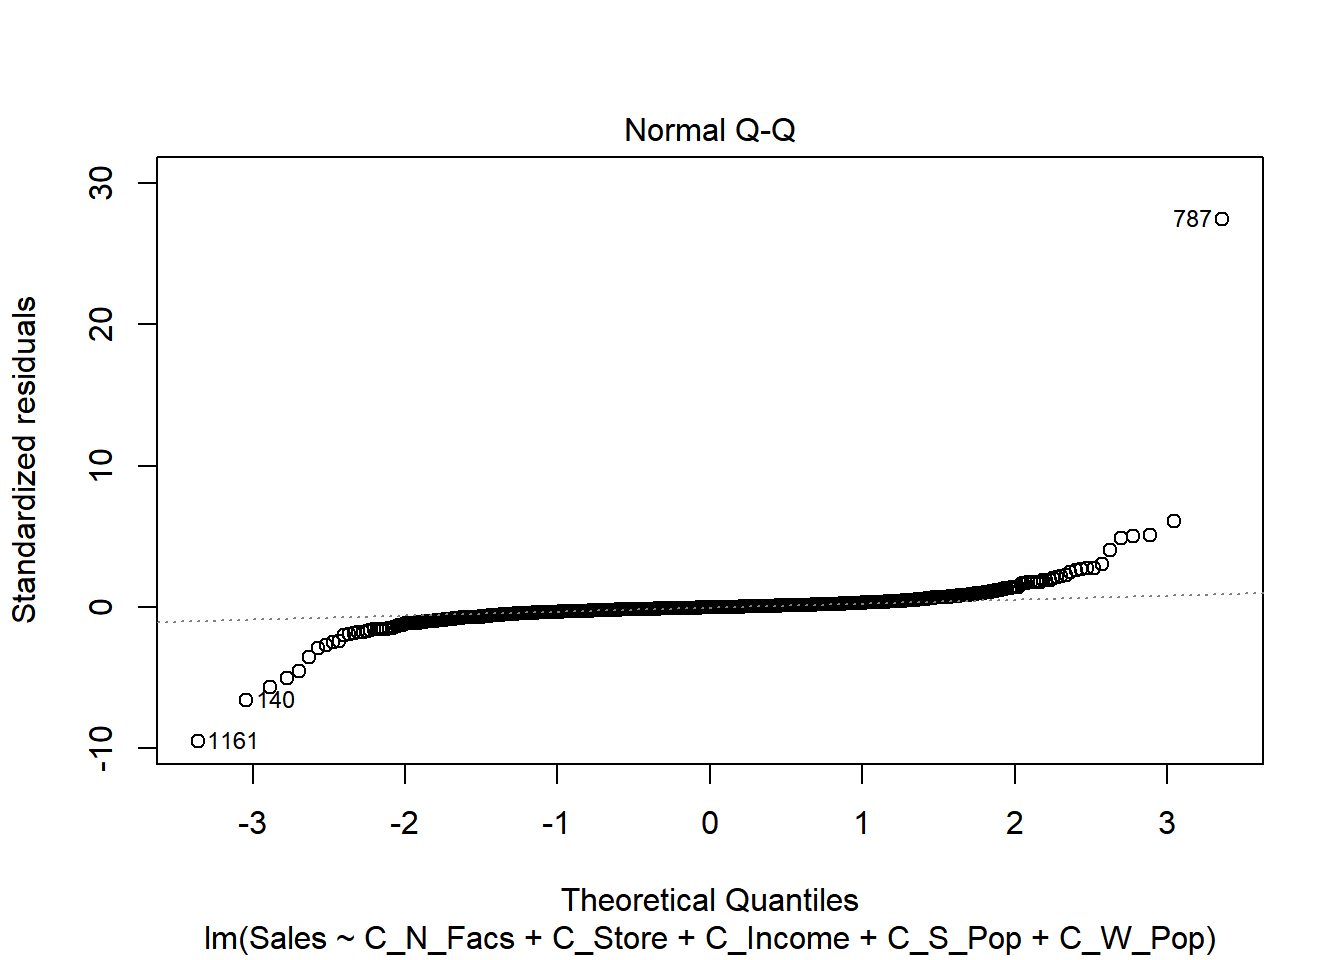 Normal Q-Q
Standardized residuals
30
20
10
0
-10
787
140
1161
-3 -2 -1 0 1 2 3
Theoretical Quantiles
lm(Sales ~ C_N_Facs + C_Store + C_Income + C_S_Pop + C_W_Pop)